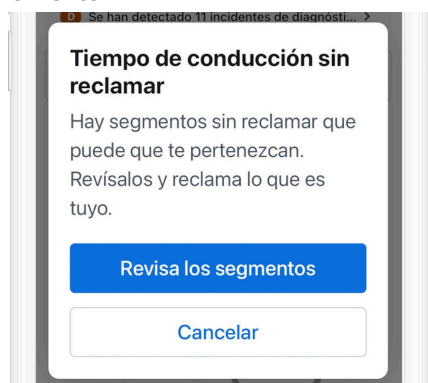 D Se han detectado 11 incidentes de diagnósti... >
Tiempo de conducción sin
reclamar
Hay segmentos sin reclamar que
puede que te pertenezcan.
Revísalos y reclama lo que es
tuyo.
Revisa los segmentos
Cancelar